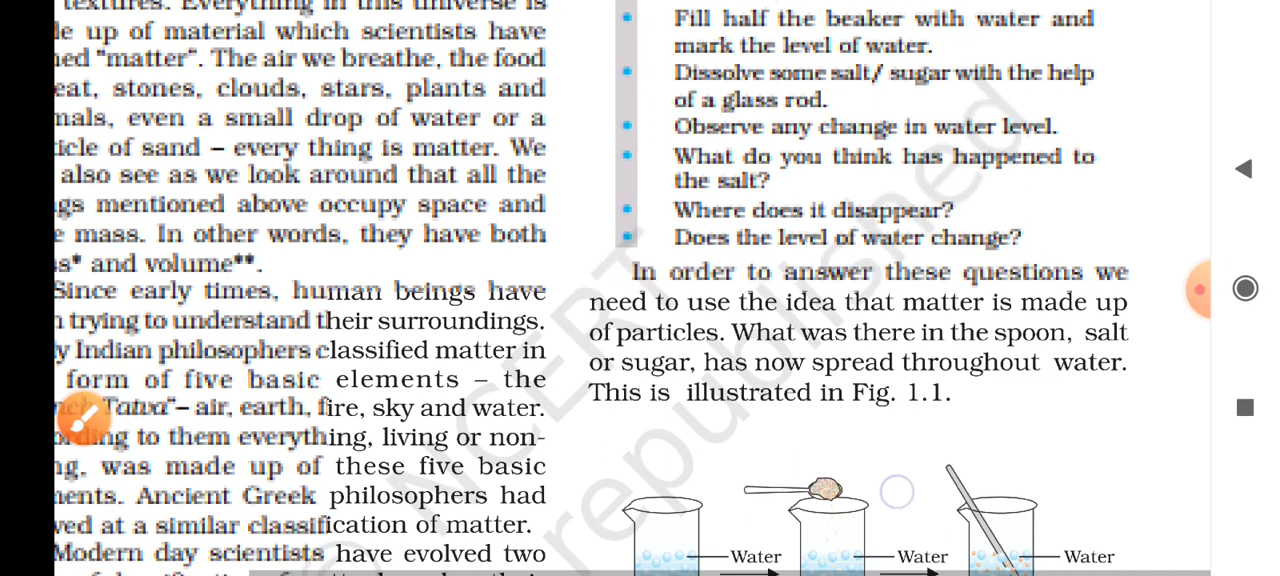 textures. Everything in this universe is
up of material which scientists have
"matter". The air we breathe, the food
eat, stones, clouds, stars, plants and
even a small drop of water or a
of sand – every thing is matter. We
also see as we look around that all the
mentioned above occupy space and
mass. In other words, they have both
and volume**.
Since early times, human beings have
trying to understand their surroundings.
Indian philosophers classified matter in
form of five basic elements – the
Tatva"– air, earth, fire, sky and water.
to them everything, living or non-
was made up of these five basic
Ancient Greek philosophers had
at a similar classification of matter.
Modern day scientists have evolved two
• Fill half the beaker with water and
mark the level of water.
• Dissolve some salt/ sugar with the help
of a glass rod.
• Observe any change in water level.
• What do you think has happened to
the salt?
• Where does it disappear?
• Does the level of water change?
In order to answer these questions we
need to use the idea that matter is made up
of particles. What was there in the spoon, salt
or sugar, has now spread throughout water.
This is illustrated in Fig. 1.1.
Water
Water
Water
© NCERT
republished